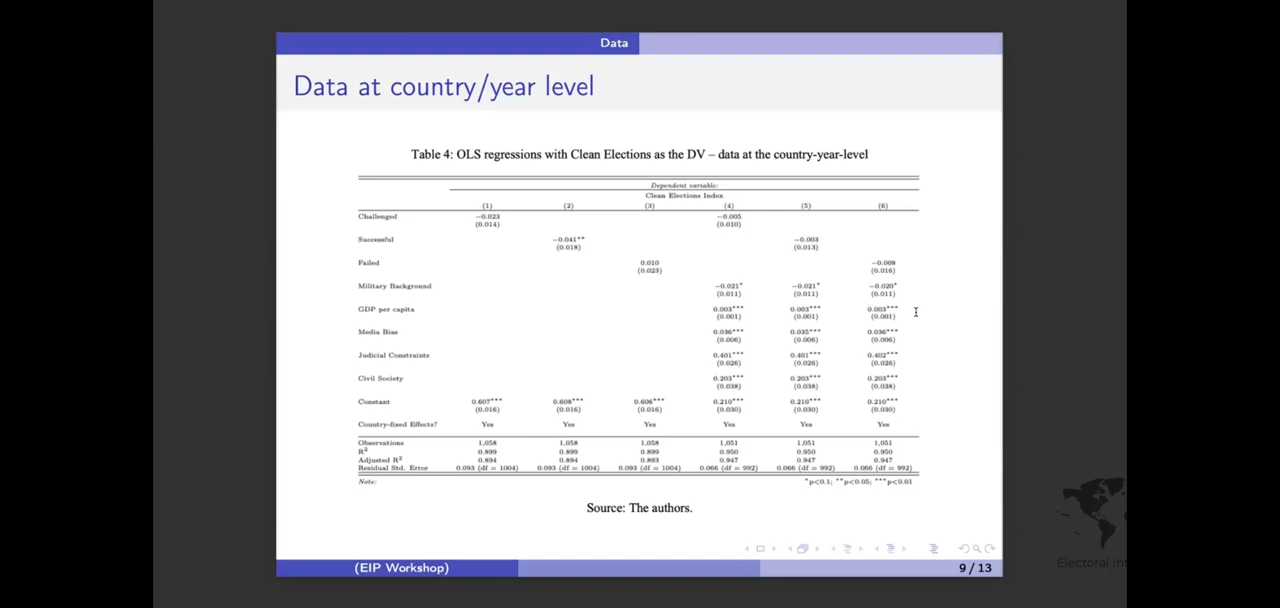 Data
Data at country/year level
Table 4: OLS regressions with Clean Elections as the DV – data at the country-year-level
Dependent variable:
Clean Elections Index
(1) (2) (3) (4) (5) (6)
Challenged −0.023 −0.005
(0.014) (0.010)
Successful −0.041** −0.003
(0.018) (0.013)
Failed 0.010 −0.008
(0.023) (0.016)
Military Background −0.021* −0.021* −0.020*
(0.011) (0.011) (0.011)
GDP per capita 0.003*** 0.003*** 0.003***
(0.001) (0.001) (0.001)
Media Bias 0.036*** 0.035*** 0.036***
(0.006) (0.006) (0.006)
Judicial Constraints 0.401*** 0.401*** 0.402***
(0.026) (0.026) (0.026)
Civil Society 0.203*** 0.203*** 0.203***
(0.038) (0.038) (0.038)
Constant 0.607*** 0.608*** 0.606*** 0.210*** 0.210*** 0.210***
(0.016) (0.016) (0.016) (0.030) (0.030) (0.030)
Country-fixed Effects? Yes Yes Yes Yes Yes Yes
Observations 1,058 1,058 1,058 1,051 1,051 1,051
R² 0.899 0.899 0.899 0.950 0.950 0.950
Adjusted R² 0.894 0.894 0.893 0.947 0.947 0.947
Residual Std. Error 0.093 (df = 1004) 0.093 (df = 1004) 0.093 (df = 1004) 0.066 (df = 992) 0.066 (df = 992) 0.066 (df = 992)
Note: *p<0.1; **p<0.05; ***p<0.01
Source: The authors.
(EIP Workshop) 9 / 13
Electoral